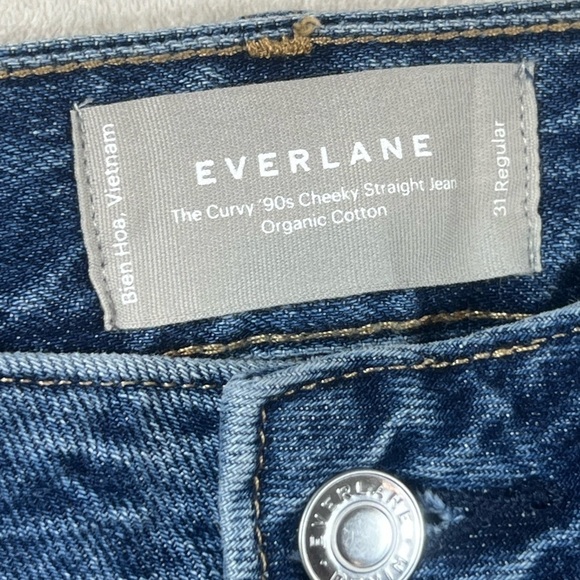 EVERLANE
The Curvy '90s Cheeky Straight Jean
Organic Cotton
Bien Hoa, Vietnam
31 Regular
EVERLANE